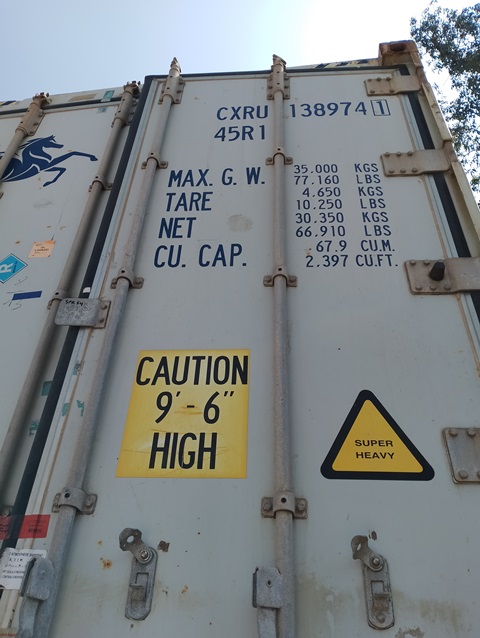 CXRU 138974 1
45R1
MAX. G. W. 35.000 KGS
77.160 LBS
TARE 4.650 KGS
10.250 LBS
NET 30.350 KGS
66.910 LBS
CU. CAP. 67.9 CU.M.
2.397 CU.FT.
CAUTION
9'-6"
HIGH
SUPER
HEAVY
R